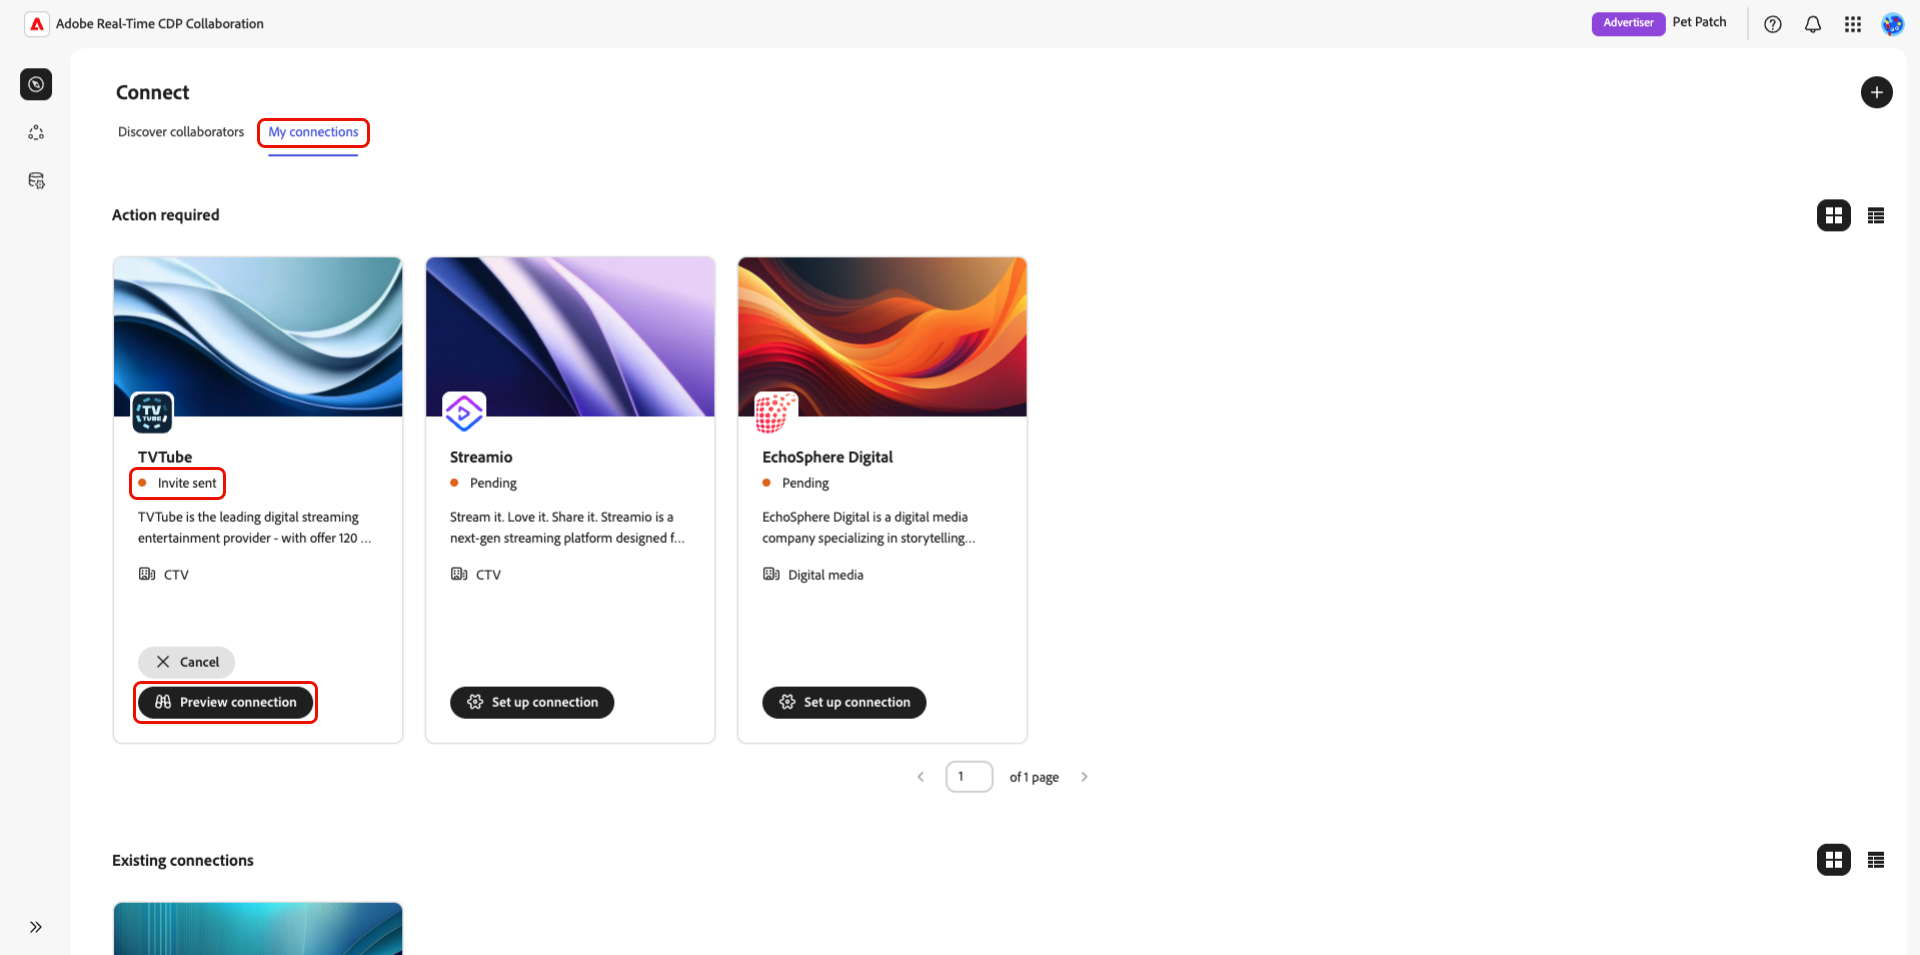 Adobe Real-Time CDP Collaboration
Advertiser
Pet Patch
Connect
Discover collaborators
My connections
Action required
TV
TUBE
TVTube
Invite sent
TVTube is the leading digital streaming
entertainment provider - with offer 120 ...
CTV
Cancel
Preview connection
Streamio
Pending
Stream it. Love it. Share it. Streamio is a
next-gen streaming platform designed f...
CTV
Set up connection
EchoSphere Digital
Pending
EchoSphere Digital is a digital media
company specializing in storytelling...
Digital media
Set up connection
1
of 1 page
Existing connections